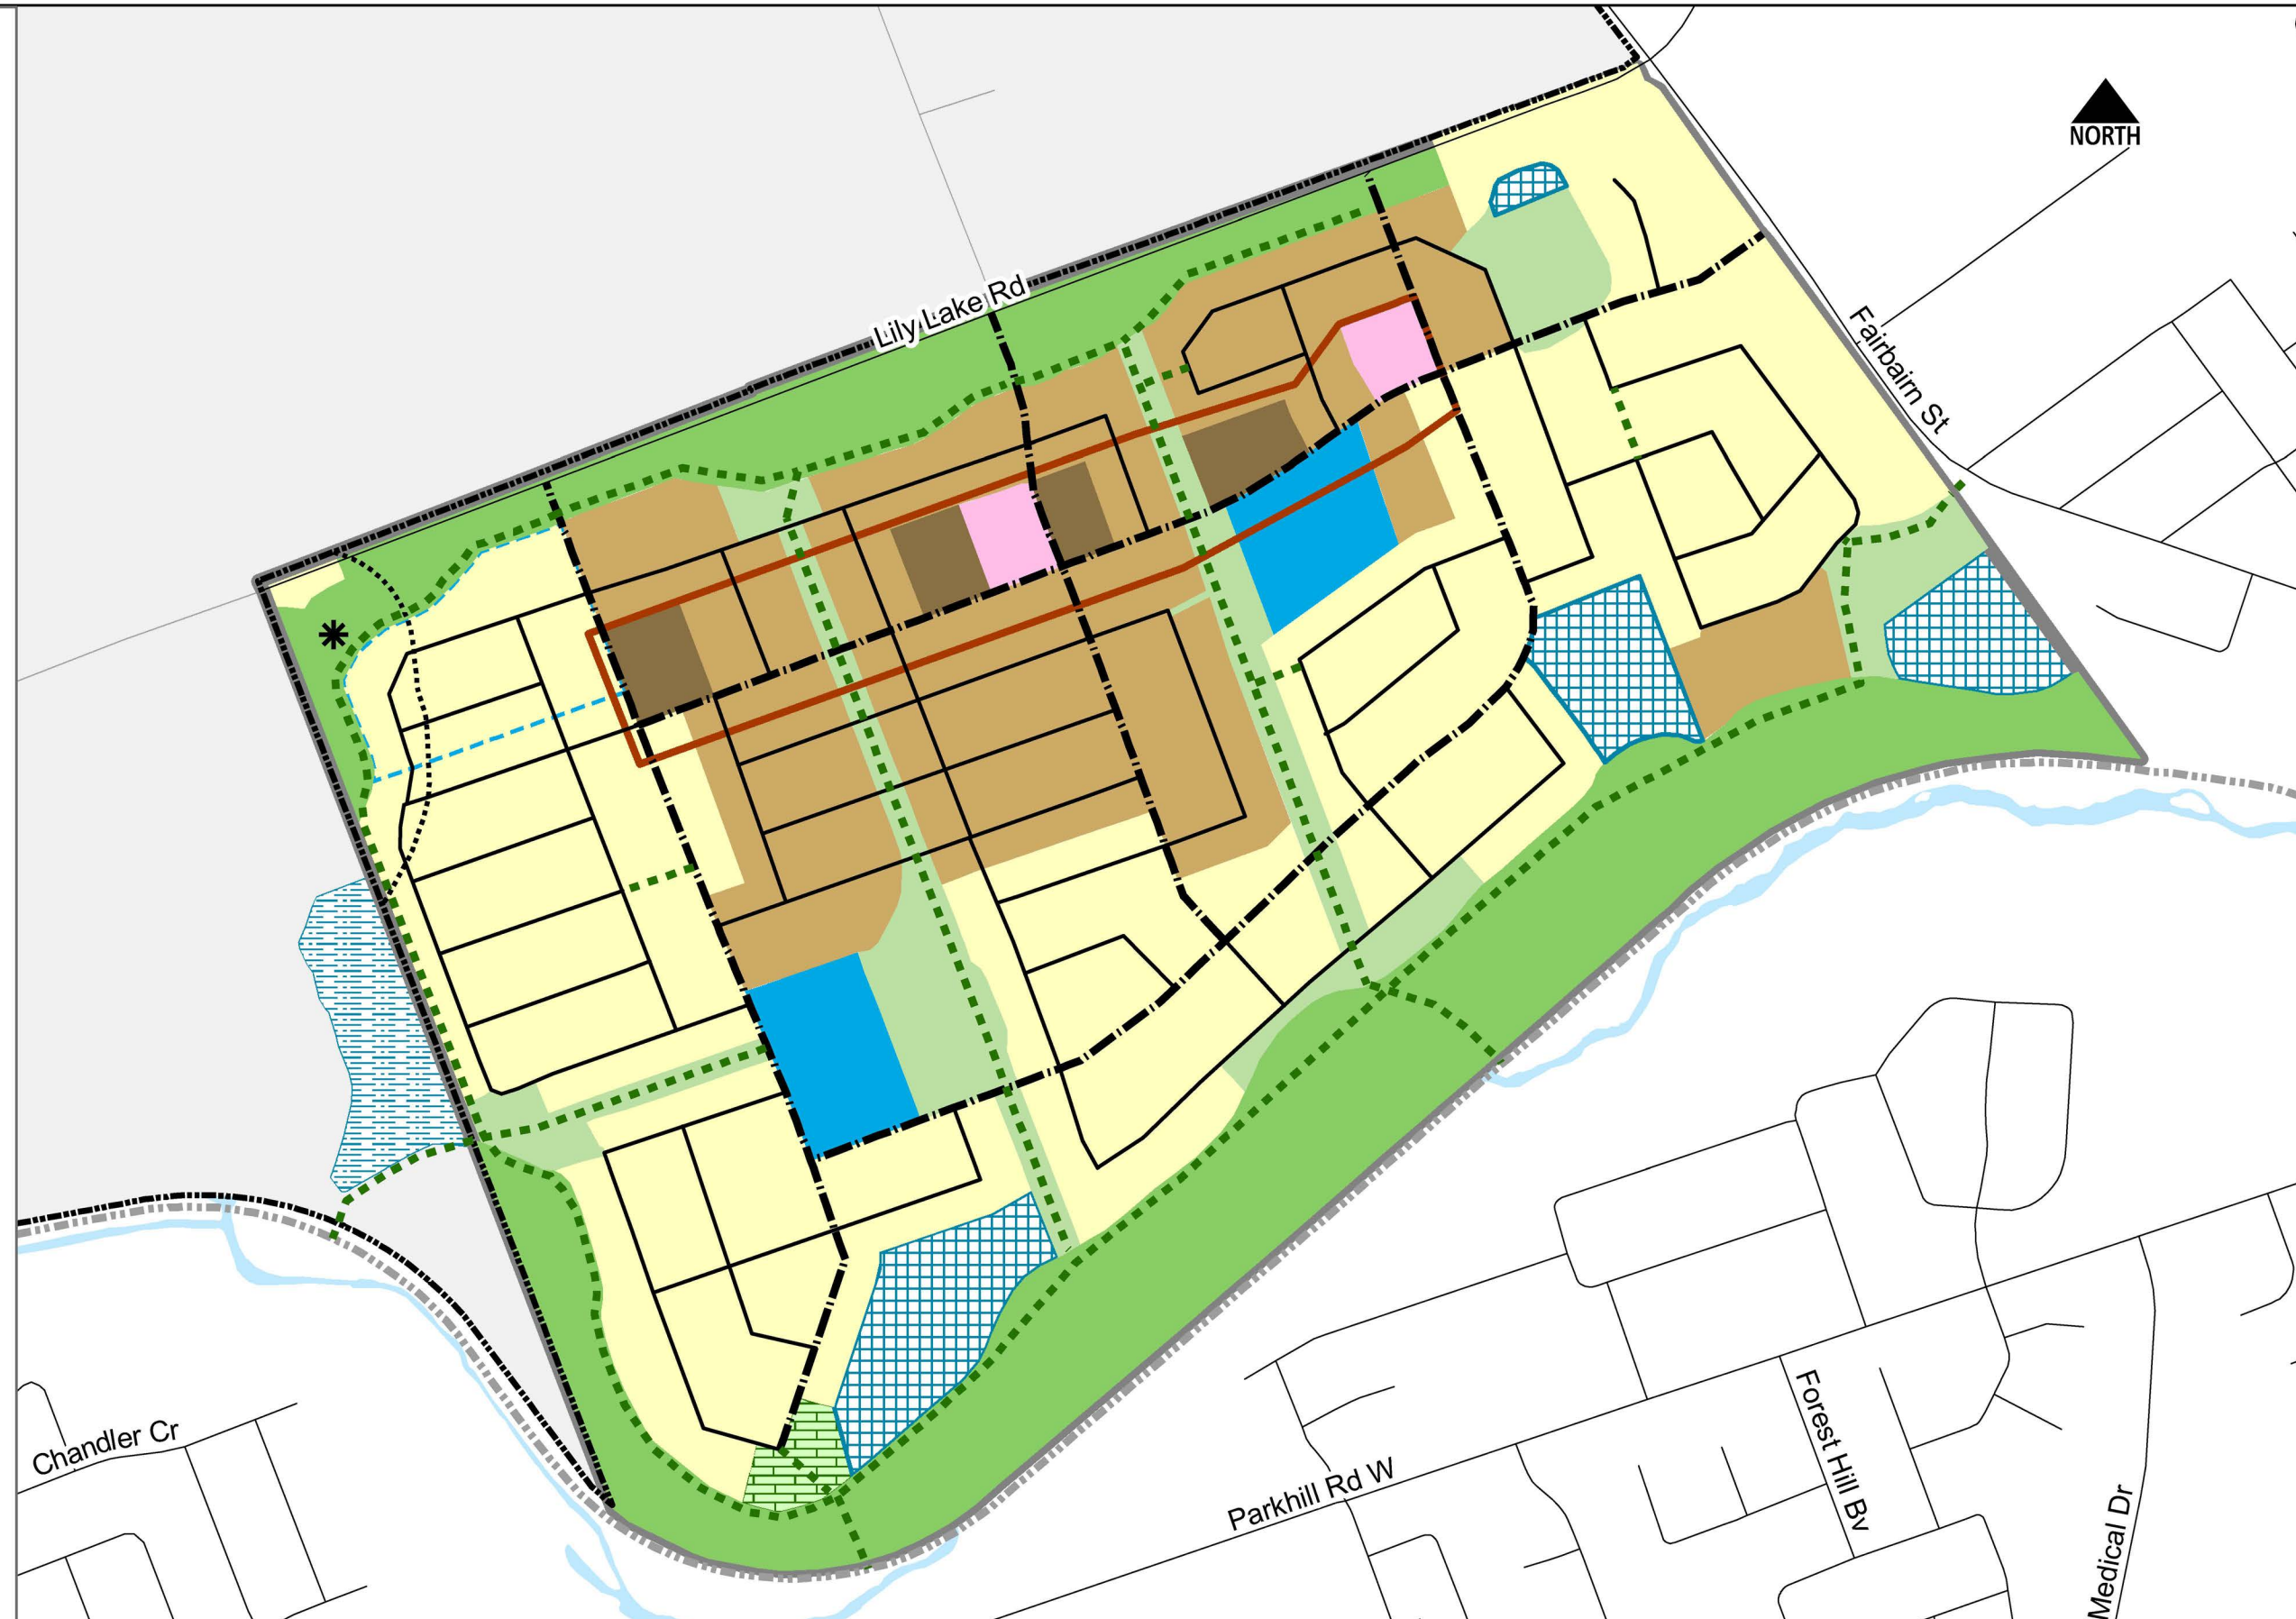 NORTH
Lily Lake Rd
Fairbairn St
Chandler Cr
Parkhill Rd W
Forest Hill Bv
Medical Dr